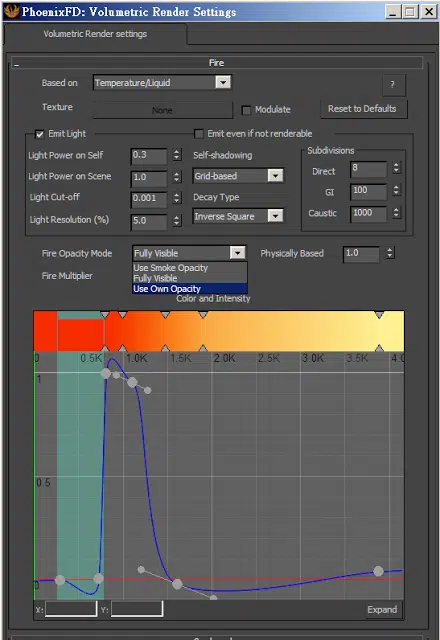 PhoenixFD: Volumetric Render Settings
Volumetric Render settings
Fire
Based on Temperature/Liquid ?
Texture None Modulate Reset to Defaults
Emit Light Emit even if not renderable
Light Power on Self 0.3 Self-shadowing Subdivisions
Light Power on Scene 1.0 Grid-based Direct 8
Light Cut-off 0.001 Decay Type GI 100
Light Resolution (%) 5.0 Inverse Square Caustic 1000
Fire Opacity Mode Fully Visible Physically Based 1.0
Use Smoke Opacity
Fire Multiplier Fully Visible
Use Own Opacity
Color and Intensity
0 0.5K 1.0K 1.5K 2.0K 2.5K 3.0K 3.5K 4.0
1
0.5
0
X: Y: Expand